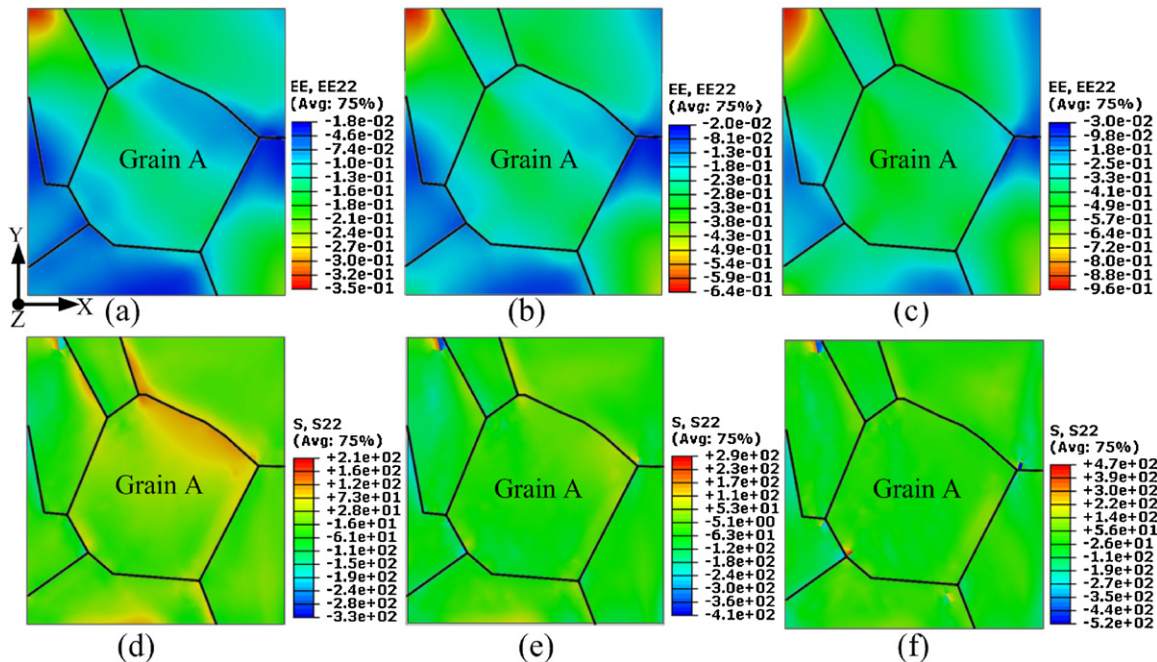 EE, EE22
(Avg: 75%)
-1.8e-02
-4.6e-02
-7.3e-02
-1.0e-01
-1.3e-01
-1.6e-01
-1.8e-01
-2.1e-01
-2.4e-01
-2.7e-01
-3.0e-01
-3.2e-01
-3.5e-01
Grain A
Y
Z
X
(a)
EE, EE22
(Avg: 75%)
-2.0e-02
-7.2e-02
-1.3e-01
-1.8e-01
-2.3e-01
-2.8e-01
-3.3e-01
-3.8e-01
-4.4e-01
-4.9e-01
-5.4e-01
-5.9e-01
-6.4e-01
Grain A
(b)
EE, EE22
(Avg: 75%)
-3.0e-02
-9.8e-02
-1.8e-01
-2.5e-01
-3.3e-01
-4.1e-01
-4.9e-01
-5.7e-01
-6.4e-01
-7.2e-01
-8.0e-01
-8.8e-01
-9.6e-01
Grain A
(c)
S, S22
(Avg: 75%)
+2.1e+02
+1.6e+02
+1.2e+02
+7.3e+01
+2.8e+01
-1.6e+01
-6.1e+01
-1.1e+02
-1.5e+02
-1.9e+02
-2.4e+02
-2.8e+02
-3.3e+02
Grain A
(d)
S, S22
(Avg: 75%)
+2.9e+02
+2.3e+02
+1.7e+02
+1.1e+02
+5.3e+01
-5.1e+00
-6.3e+01
-1.2e+02
-1.8e+02
-2.4e+02
-3.0e+02
-3.6e+02
-4.1e+02
Grain A
(e)
S, S22
(Avg: 75%)
+4.7e+02
+3.9e+02
+3.0e+02
+2.2e+02
+1.4e+02
+5.6e+01
-2.6e+01
-1.1e+02
-1.9e+02
-2.7e+02
-3.5e+02
-4.4e+02
-5.2e+02
Grain A
(f)